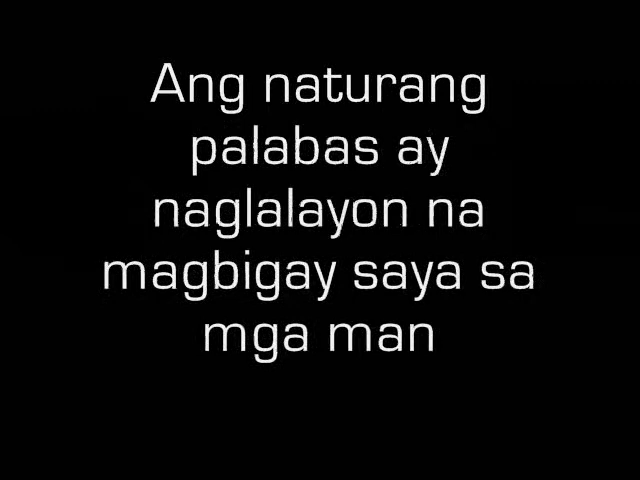 Ang naturang
palabas ay
naglalayon na
magbigay saya sa
mga man